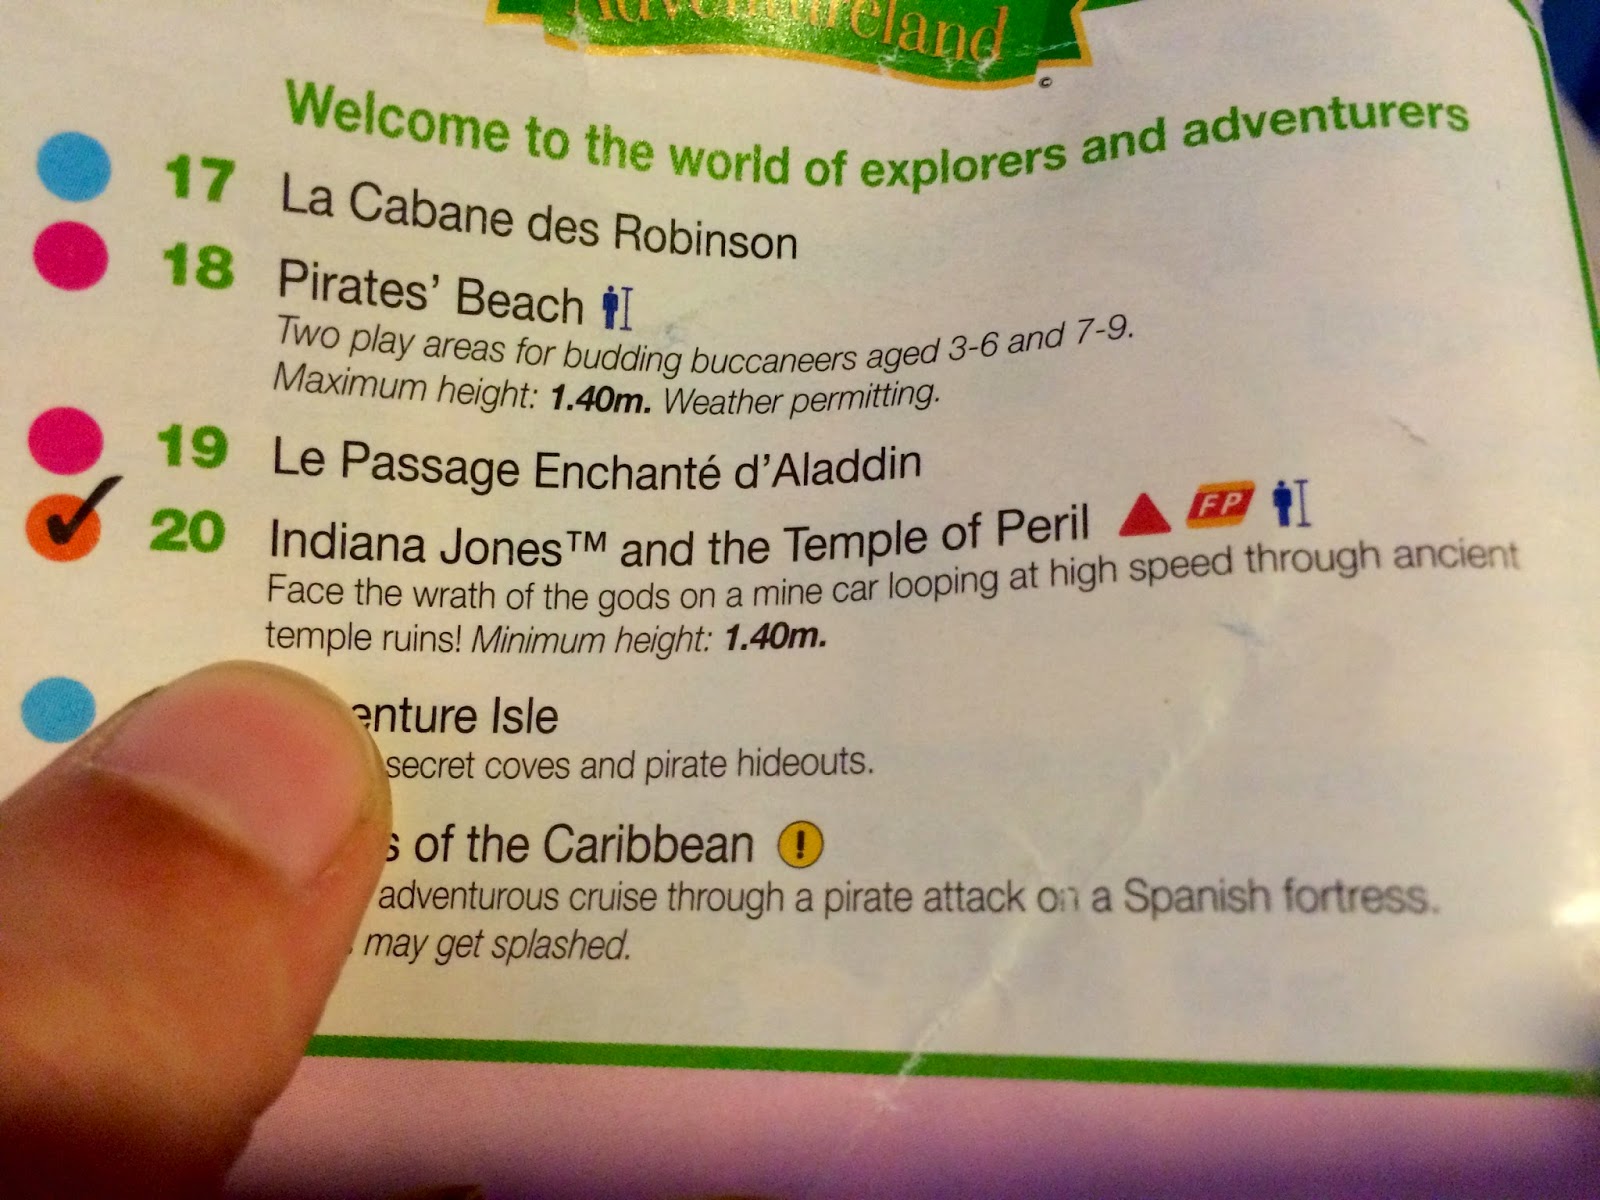 Adventureland
©
Welcome to the world of explorers and adventurers
17 La Cabane des Robinson
18 Pirates' Beach
Two play areas for budding buccaneers aged 3-6 and 7-9.
Maximum height: 1.40m. Weather permitting.
19 Le Passage Enchanté d'Aladdin
20 Indiana Jones™ and the Temple of Peril FP
Face the wrath of the gods on a mine car looping at high speed through ancient
temple ruins! Minimum height: 1.40m.
enture Isle
secret coves and pirate hideouts.
s of the Caribbean !
adventurous cruise through a pirate attack on a Spanish fortress.
may get splashed.